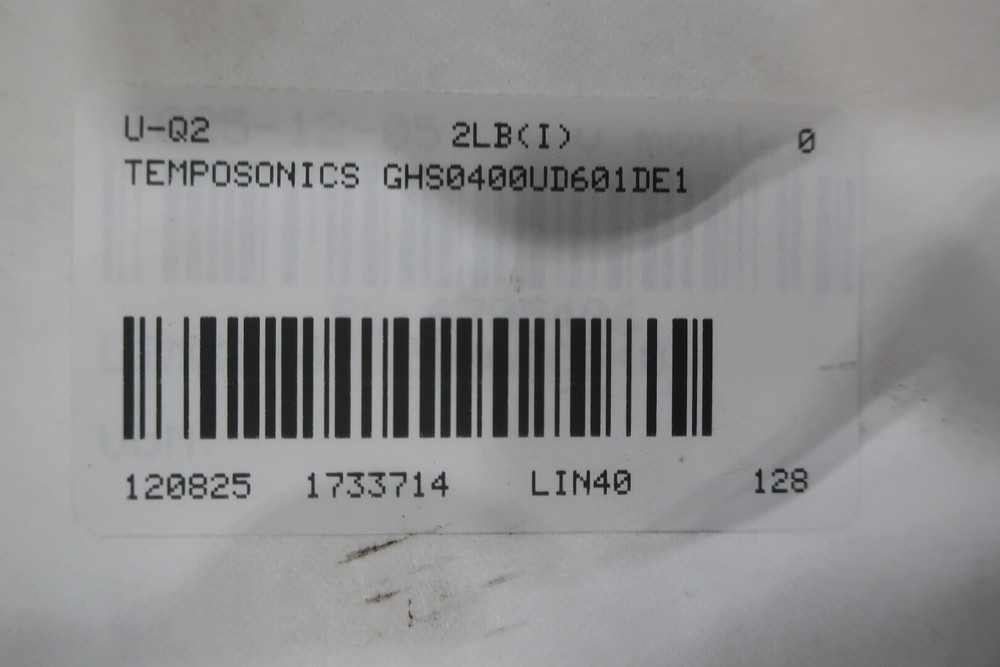 U-Q2 2LB(I) 0
TEMPOSONICS GHS0400UD601DE1
120825 1733714 LIN40 128